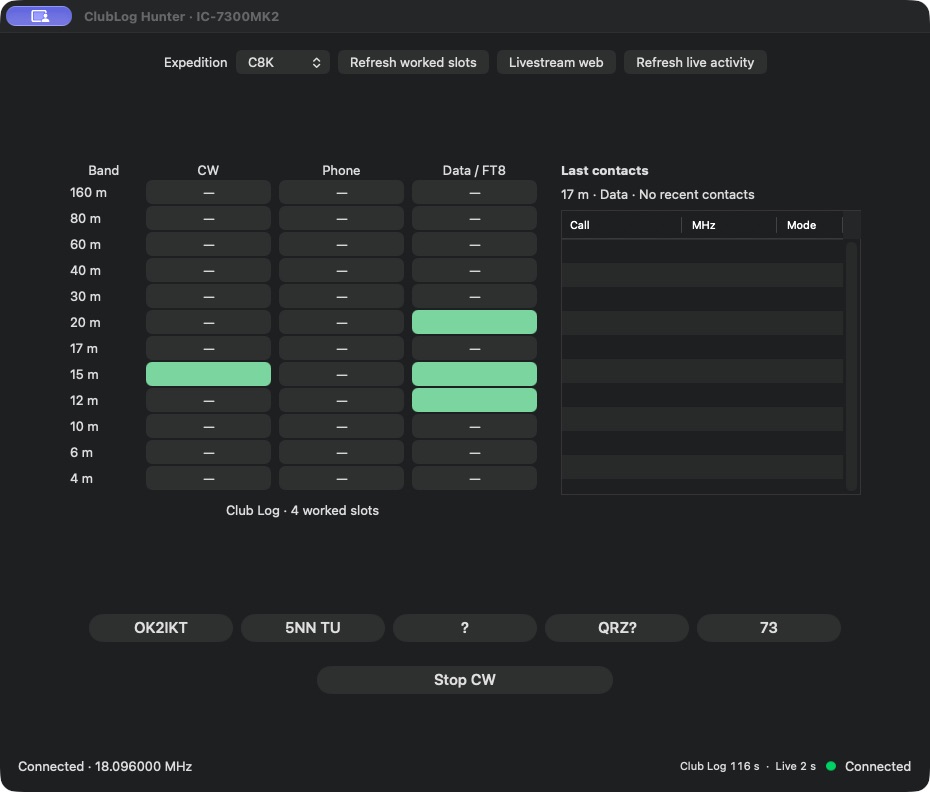 ClubLog Hunter · IC-7300MK2
Expedition C8K Refresh worked slots Livestream web Refresh live activity
Band CW Phone Data / FT8
160 m — — —
80 m — — —
60 m — — —
40 m — — —
30 m — — —
20 m — —
17 m — — —
15 m —
12 m — —
10 m — — —
6 m — — —
4 m — — —
Club Log · 4 worked slots
Last contacts
17 m · Data · No recent contacts
Call MHz Mode
OK2IKT 5NN TU ? QRZ? 73
Stop CW
Connected · 18.096000 MHz
Club Log 116 s · Live 2 s Connected